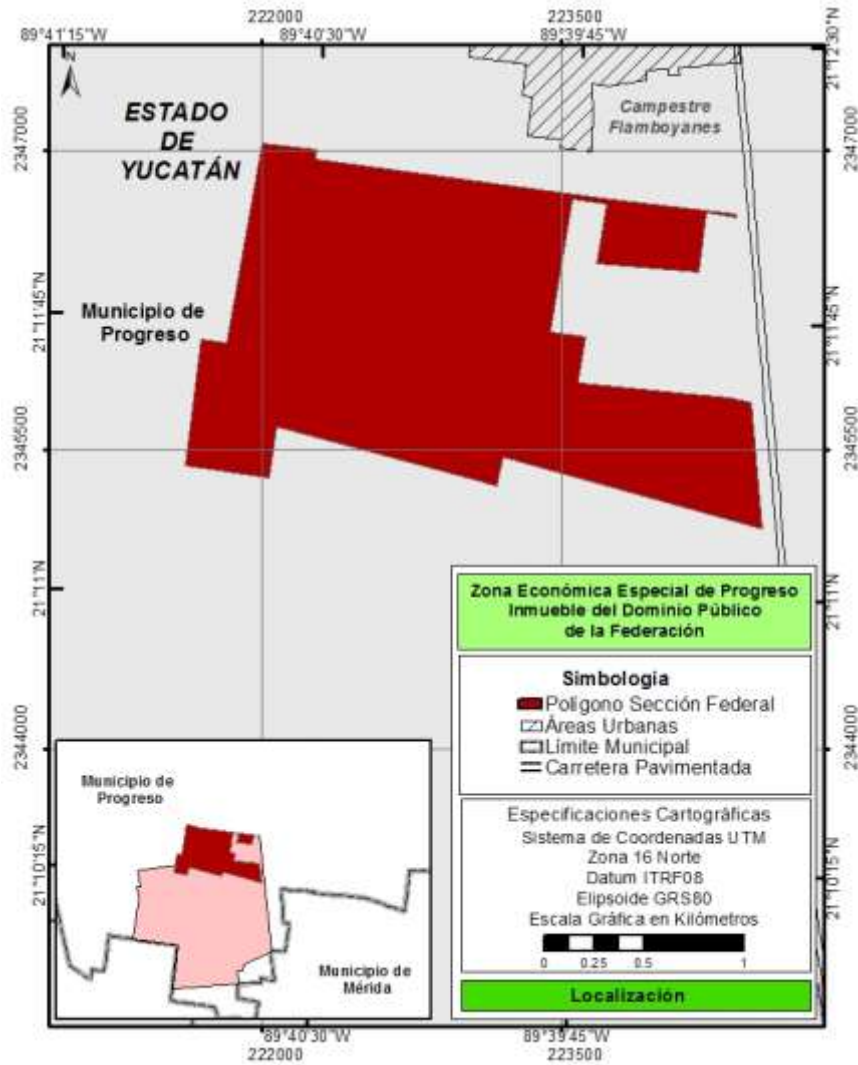 222000
223500
89°41'15"W
89°40'30"W
89°39'45"W
21°12'30"N
N
ESTADO
DE
YUCATÁN
Campestre
Flamboyanes
2347000
2347000
21°11'45"N
21°11'45"N
Municipio de
Progreso
2345500
2345500
21°11'N
21°11'N
Zona Económica Especial de Progreso
Inmueble del Dominio Público
de la Federación
Simbología
Polígono Sección Federal
Áreas Urbanas
Límite Municipal
Carretera Pavimentada
2344000
2344000
Municipio de
Progreso
Municipio de
Mérida
21°10'15"N
21°10'15"N
Especificaciones Cartográficas
Sistema de Coordenadas UTM
Zona 16 Norte
Datum ITRF08
Elipsoide GRS80
Escala Gráfica en Kilómetros
0 0.25 0.5 1
Localización
89°40'30"W
89°39'45"W
222000
223500